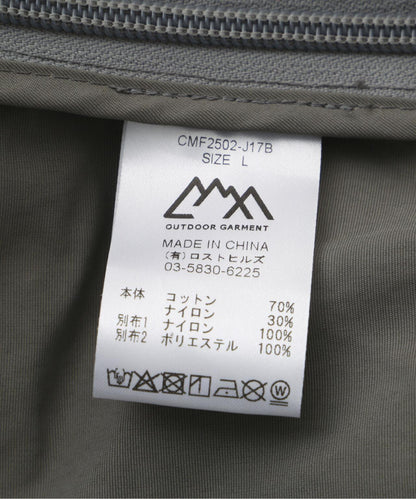 CMF2502-J17B
SIZE L
OUTDOOR GARMENT
MADE IN CHINA
(有)ロストヒルズ
03-5830-6225
本体 コットン 70%
ナイロン 30%
別布1 ナイロン 100%
別布2 ポリエステル 100%
W